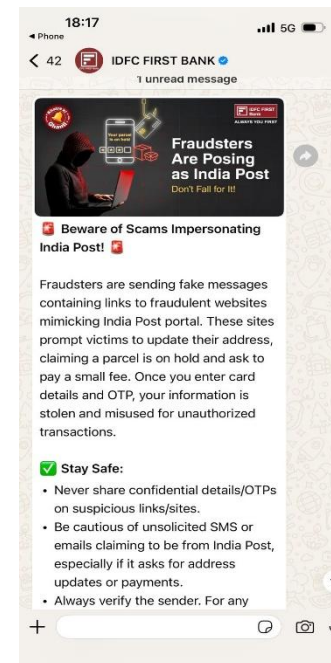 18:17
5G
Phone
42
IDFC FIRST BANK
1 unread message
IDFC FIRST
Bank
ALWAYS YOU FIRST
Your parcel
is on hold
Fraudsters
Are Posing
as India Post
Don't Fall for It!
🚨 Beware of Scams Impersonating
India Post! 🚨
Fraudsters are sending fake messages
containing links to fraudulent websites
mimicking India Post portal. These sites
prompt victims to update their address,
claiming a parcel is on hold and ask to
pay a small fee. Once you enter card
details and OTP, your information is
stolen and misused for unauthorized
transactions.
✅ Stay Safe:
• Never share confidential details/OTPs
on suspicious links/sites.
• Be cautious of unsolicited SMS or
emails claiming to be from India Post,
especially if it asks for address
updates or payments.
• Always verify the sender. For any